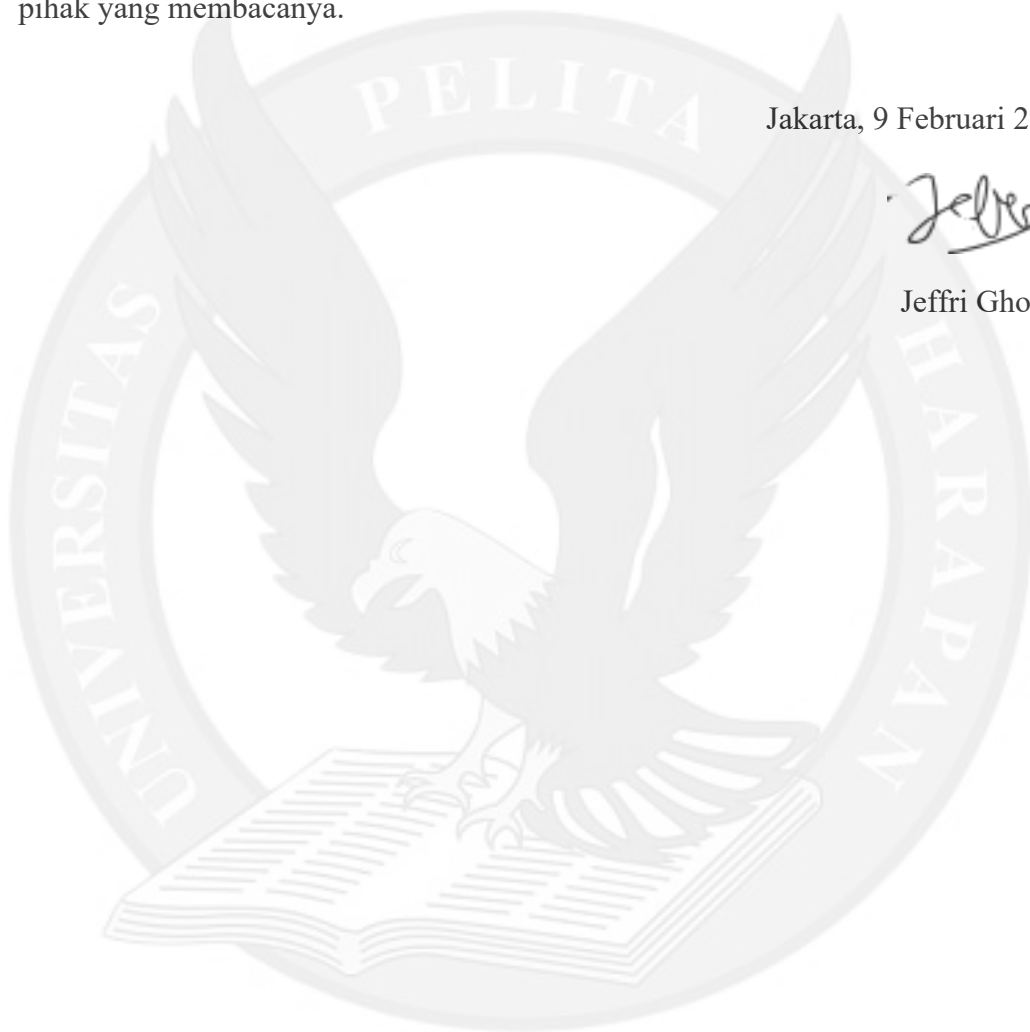 pihak yang membacanya.
PELITA
Jakarta, 9 Februari 2
Jeffri Gho
UNIVERSITAS
HARAPAN